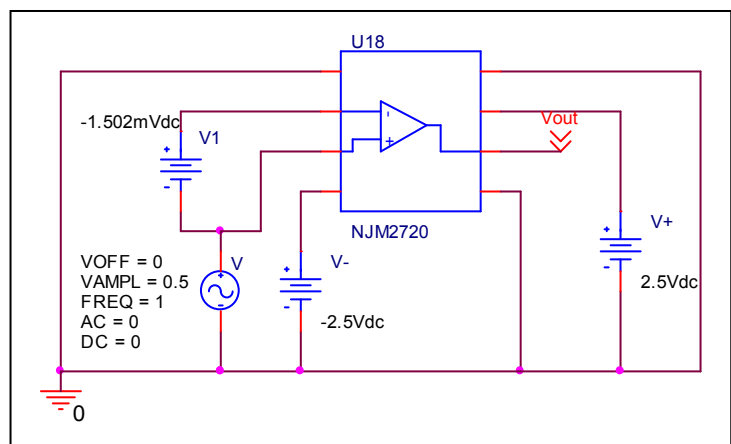 U18
-1.502mVdc
V1
-
+
Vout
+
-
NJM2720
V+
+
-
2.5Vdc
V-
+
-
-2.5Vdc
V
+
-
VOFF = 0
VAMPL = 0.5
FREQ = 1
AC = 0
DC = 0
0